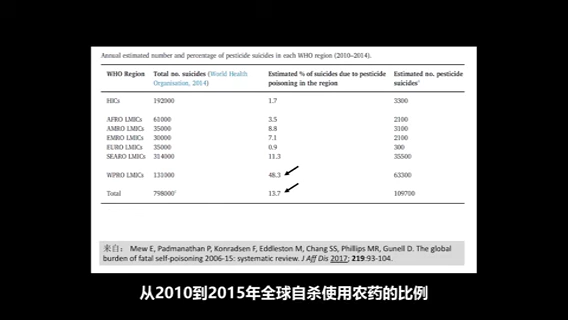 Annual estimated number and percentage of pesticide suicides in each WHO region (2010–2014).
WHO Region Total no. suicides (World Health Organisation, 2014) Estimated % of suicides due to pesticide poisoning in the region Estimated no. pesticide suicides*
HICs 192000 1.7 3300
AFRO LMICs 61000 3.5 2100
AMRO LMICs 35000 8.8 3100
EMRO LMICs 30000 7.1 2100
EURO LMICs 35000 0.9 300
SEARO LMICs 314000 11.3 35500
WPRO LMICs 131000 48.3 63300
Total 798000† 13.7 109700
来自: Mew E, Padmanathan P, Konradsen F, Eddleston M, Chang SS, Phillips MR, Gunell D. The global
burden of fatal self-poisoning 2006-15: systematic review. J Aff Dis 2017; 219:93-104.
从2010到2015年全球自杀使用农药的比例